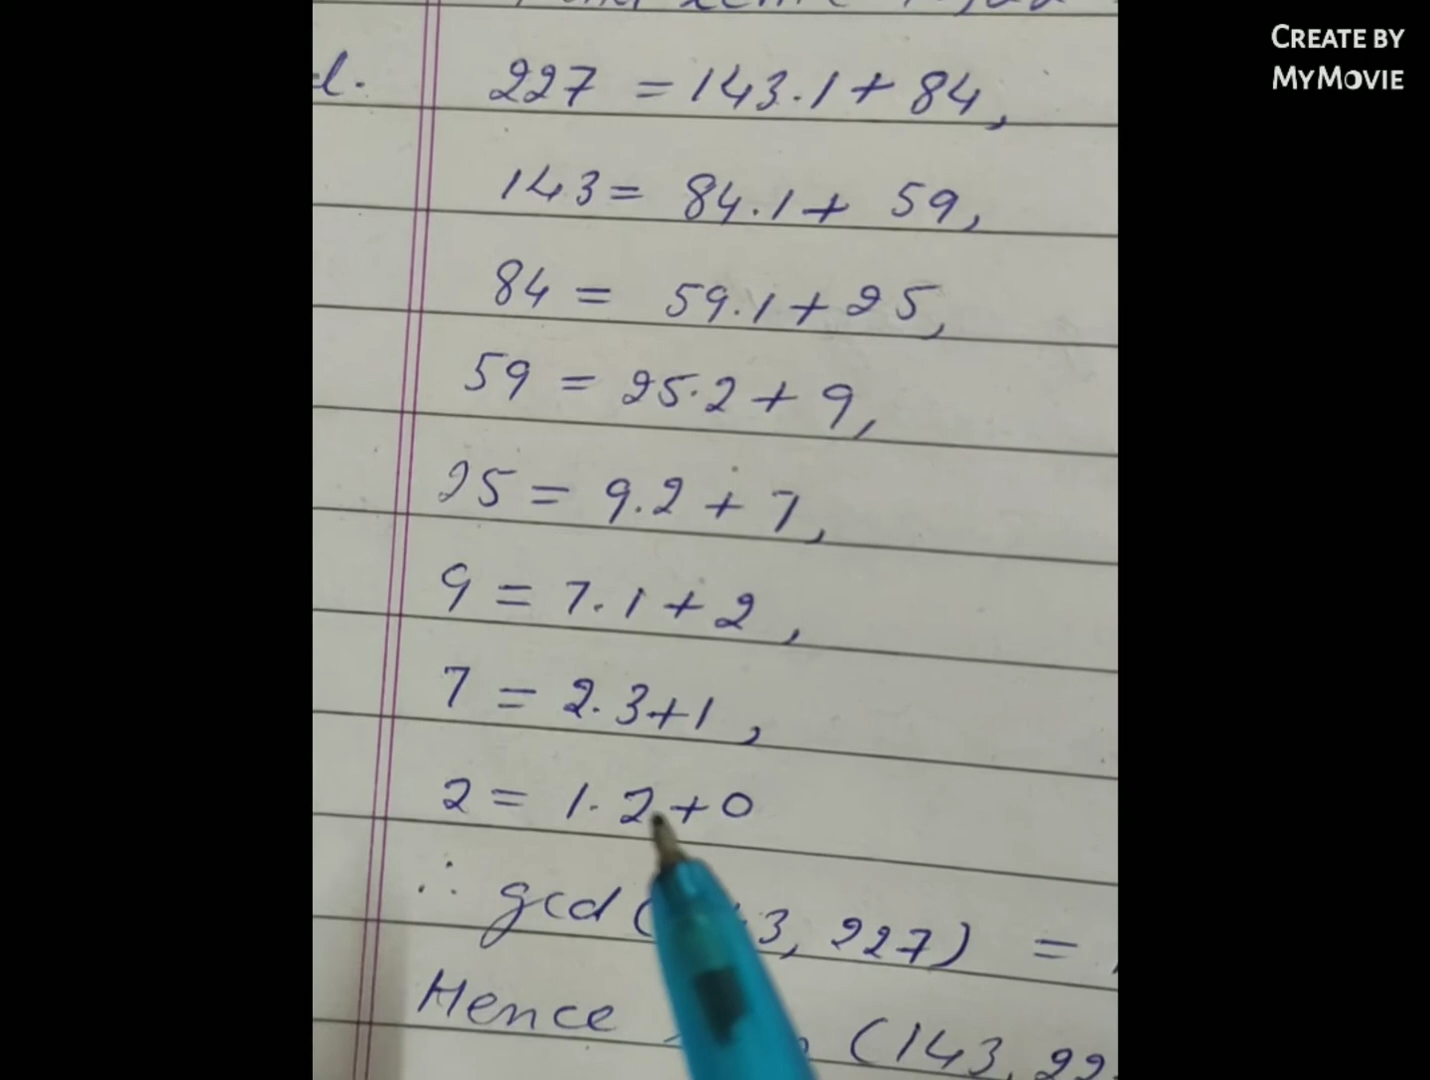 CREATE BY
MYMOVIE
227 = 143.1 + 84,
143 = 84.1 + 59,
84 = 59.1 + 25,
59 = 25.2 + 9,
25 = 9.2 + 7,
9 = 7.1 + 2,
7 = 2.3 + 1,
2 = 1.2 + 0
∴ gcd ( 3, 227) =
Hence (143, 22